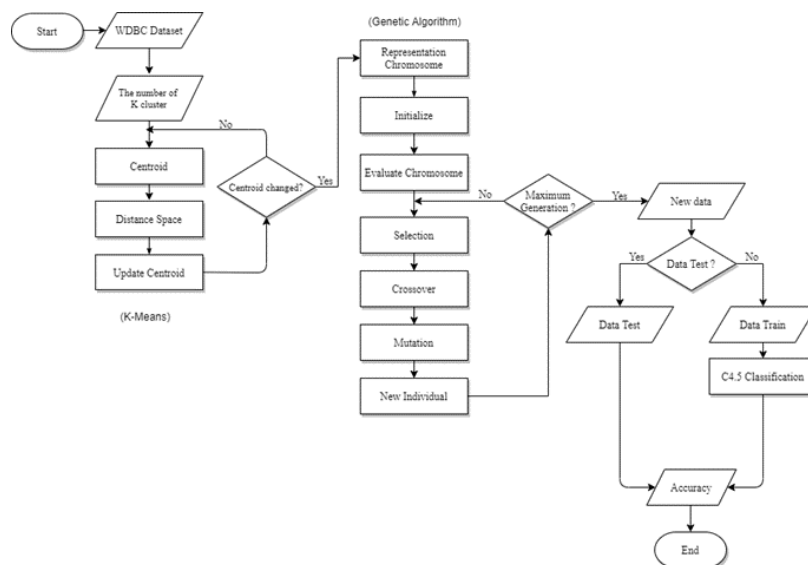 Start
WDBC Dataset
The number of
K cluster
No
Centroid
Centroid changed?
Yes
Distance Space
Update Centroid
(K-Means)
(Genetic Algorithm)
Representation
Chromosome
Initialize
Evaluate Chromosome
No
Maximum
Generation ?
Yes
Selection
Crossover
Mutation
New Individual
New data
Yes
Data Test ?
No
Data Test
Data Train
C4.5 Classification
Accuracy
End